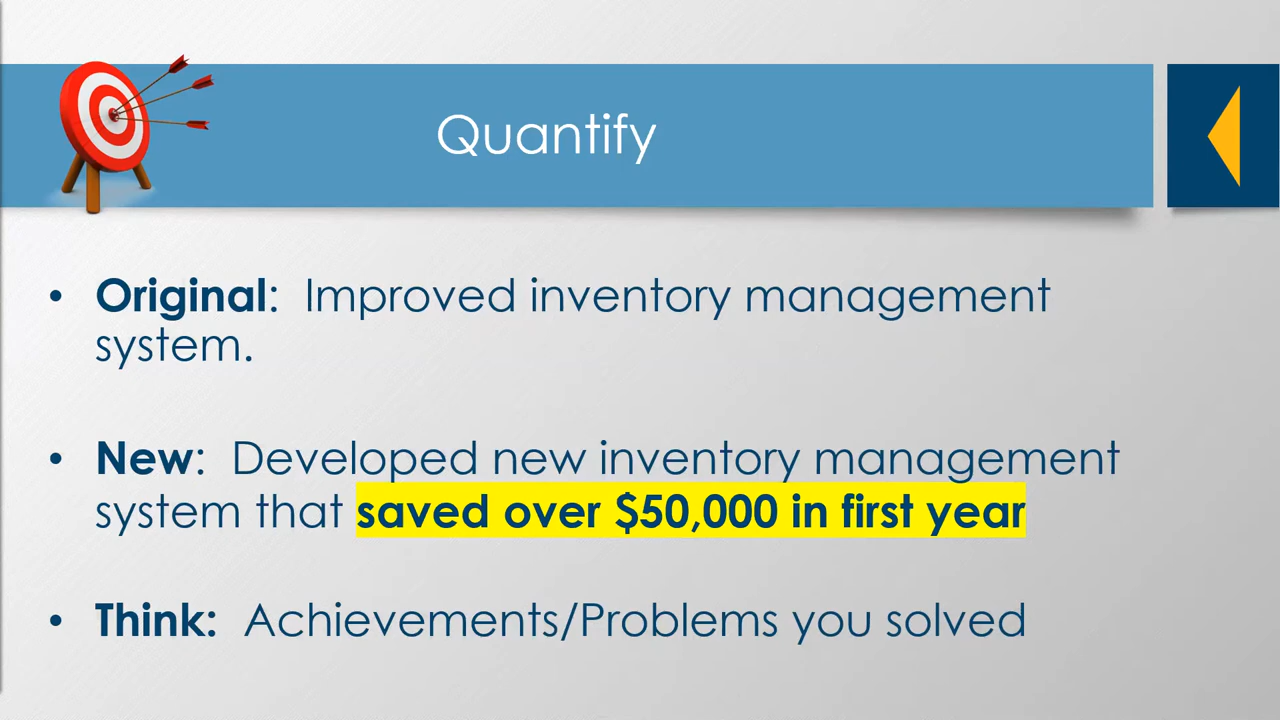 Quantify
• Original: Improved inventory management
system.
• New: Developed new inventory management
system that saved over $50,000 in first year
• Think: Achievements/Problems you solved